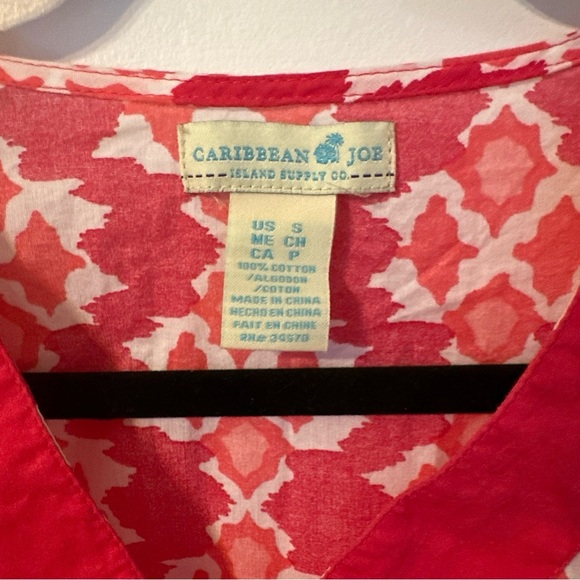 CARIBBEAN JOE
ISLAND SUPPLY CO.
US S
ME CH
CA P
100% COTTON
/ALGODON
/COTON
MADE IN CHINA
HECHO EN CHINA
FAIT EN CHINE
RN# 34570